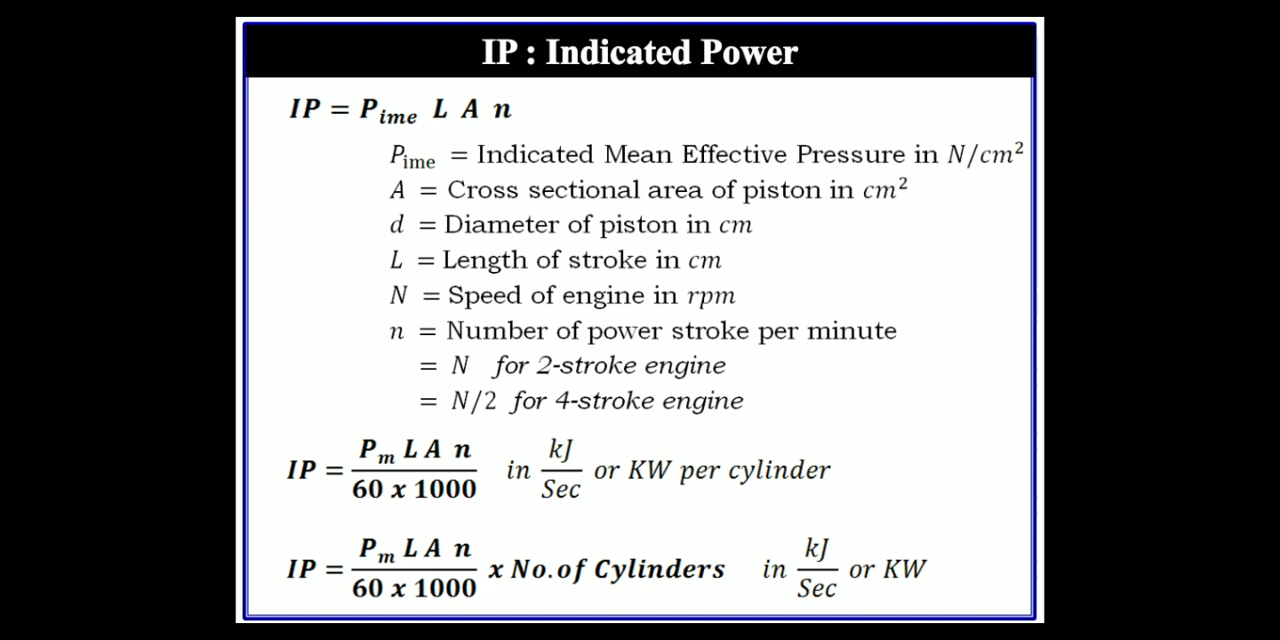 IP : Indicated Power
IP = P_ime L A n
P_ime = Indicated Mean Effective Pressure in N/cm²
A = Cross sectional area of piston in cm²
d = Diameter of piston in cm
L = Length of stroke in cm
N = Speed of engine in rpm
n = Number of power stroke per minute
= N for 2-stroke engine
= N/2 for 4-stroke engine
IP = P_m L A n / 60 x 1000 in kJ/Sec or KW per cylinder
IP = P_m L A n / 60 x 1000 x No.of Cylinders in kJ/Sec or KW